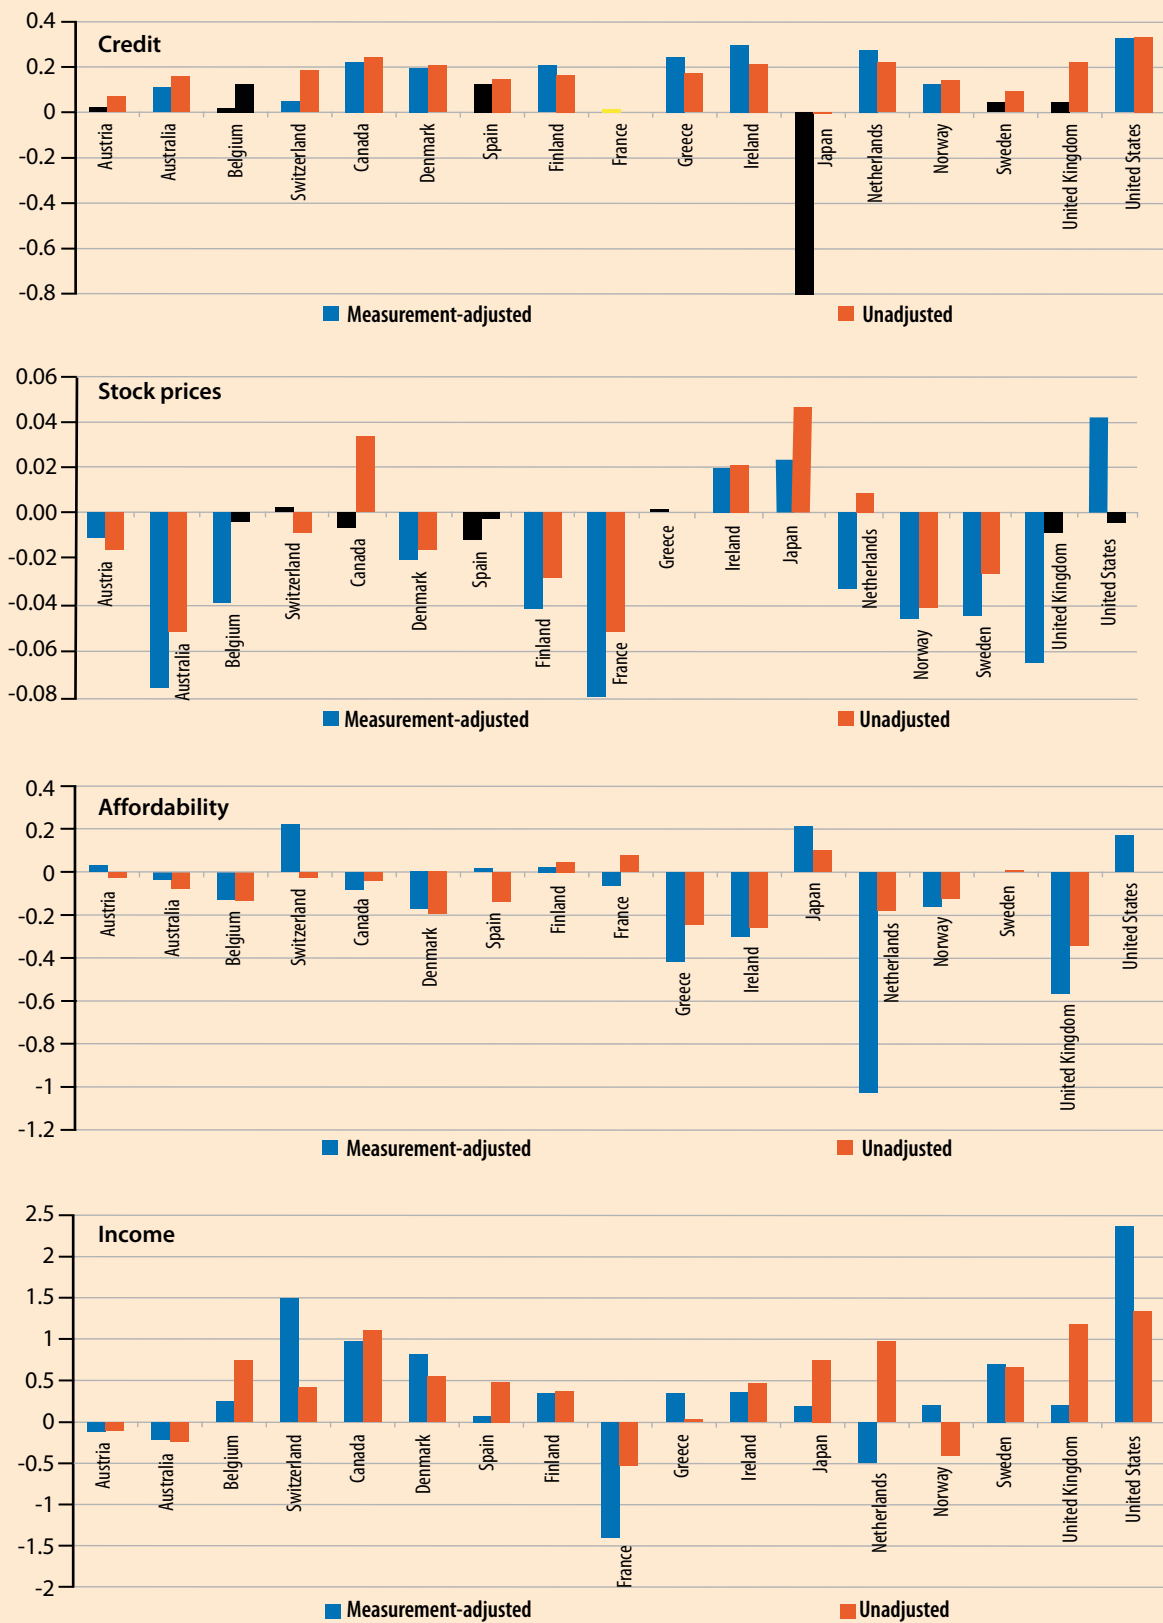 0.4
Credit
0.2
0
-0.2
-0.4
-0.6
-0.8
Austria
Australia
Belgium
Switzerland
Canada
Denmark
Spain
Finland
France
Greece
Ireland
Japan
Netherlands
Norway
Sweden
United Kingdom
United States
Measurement-adjusted Unadjusted
0.06
Stock prices
0.04
0.02
0.00
-0.02
-0.04
-0.06
-0.08
Austria
Australia
Belgium
Switzerland
Canada
Denmark
Spain
Finland
France
Greece
Ireland
Japan
Netherlands
Norway
Sweden
United Kingdom
United States
Measurement-adjusted Unadjusted
0.4
Affordability
0.2
0
-0.2
-0.4
-0.6
-0.8
-1
-1.2
Austria
Australia
Belgium
Switzerland
Canada
Denmark
Spain
Finland
France
Greece
Ireland
Japan
Netherlands
Norway
Sweden
United Kingdom
United States
Measurement-adjusted Unadjusted
2.5
Income
2
1.5
1
0.5
0
-0.5
-1
-1.5
-2
Austria
Australia
Belgium
Switzerland
Canada
Denmark
Spain
Finland
France
Greece
Ireland
Japan
Netherlands
Norway
Sweden
United Kingdom
United States
Measurement-adjusted Unadjusted